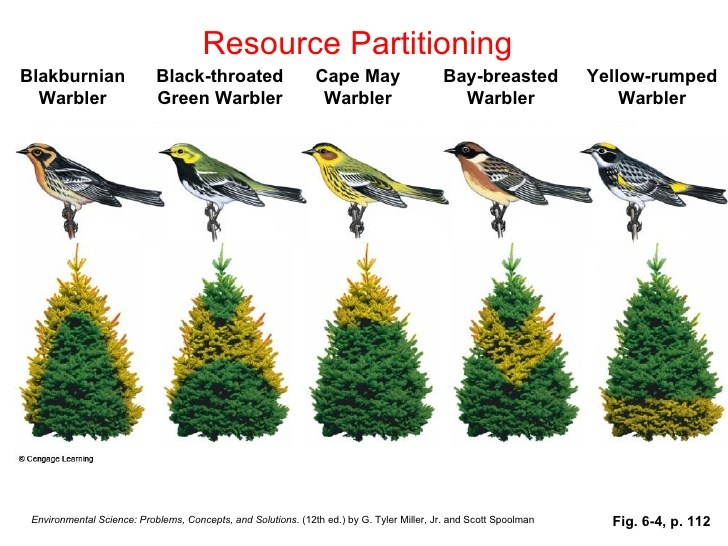 Resource Partitioning
Blakburnian Warbler
Black-throated Green Warbler
Cape May Warbler
Bay-breasted Warbler
Yellow-rumped Warbler
© Cengage Learning
Environmental Science: Problems, Concepts, and Solutions. (12th ed.) by G. Tyler Miller, Jr. and Scott Spoolman
Fig. 6-4, p. 112